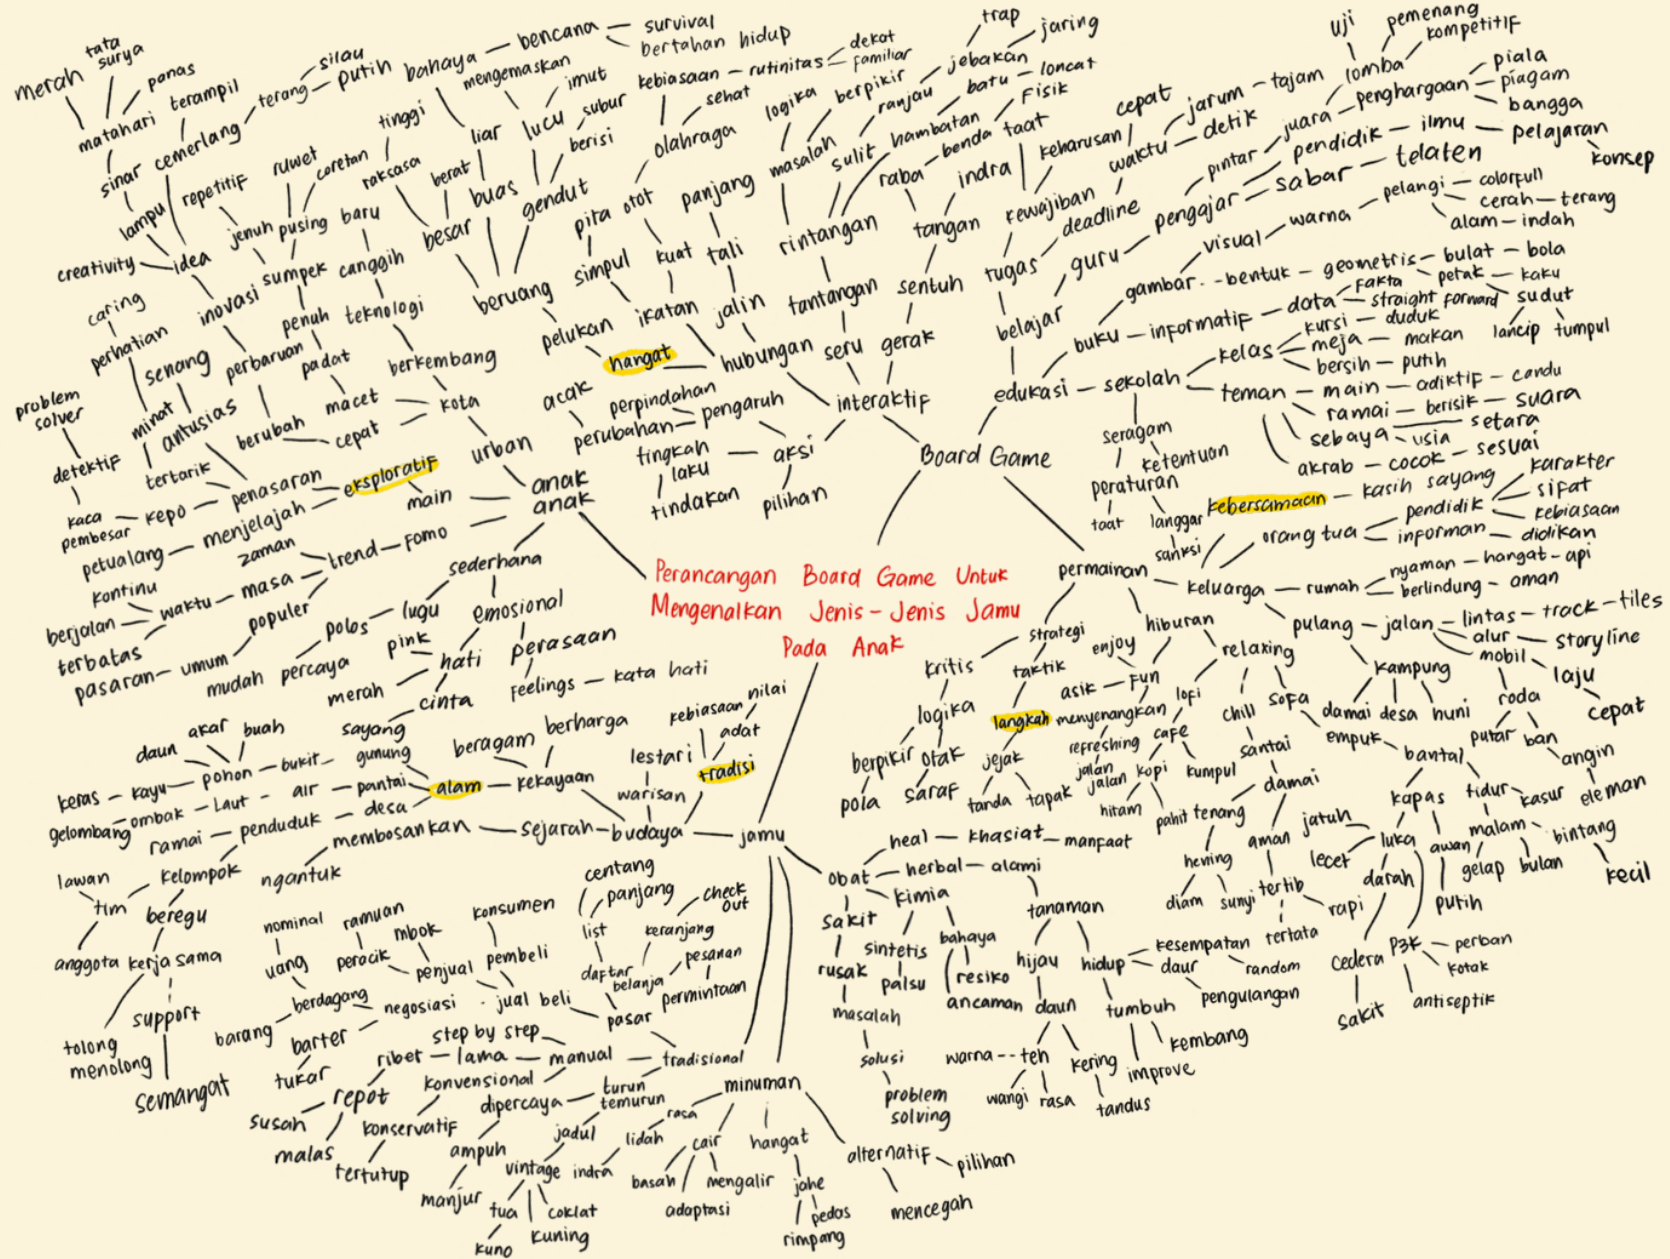 Perancangan Board Game Untuk
Mengenalkan Jenis-Jenis Jamu
Pada Anak
Board Game
interaktif
hubungan
hangat
pelukan
beruang
besar
raksasa
berat
buas
liar
bahaya
bencana
survival
bertahan hidup
gendut
lucu
mengemaskan
imut
berisi
subur
ikatan
simpul
pita
kuat
otot
olahraga
sehat
kebiasaan
rutinitas
dekat
familiar
jalin
tali
panjang
seru
tantangan
rintangan
masalah
logika
berpikir
sulit
ranjau
jebakan
trap
jaring
hambatan
batu
loncat
gerak
sentuh
tangan
raba
benda
Fisik
indra
aksi
pengaruh
perpindahan
perubahan
acak
tingkah
laku
tindakan
pilihan
edukasi
belajar
tugas
kewajiban
keharusan
taat
deadline
waktu
cepat
detik
jarum
tajam
guru
pengajar
pintar
juara
lomba
uji
pemenang
kompetitif
penghargaan
piala
piagam
bangga
pendidik
ilmu
pelajaran
konsep
sabar
telaten
sekolah
buku
gambar
visual
warna
pelangi
colorfull
cerah
terang
alam
indah
bentuk
geometris
bulat
bola
petak
kaku
sudut
lancip
tumpul
informatif
data
fakta
straight forward
kelas
kursi
duduk
meja
makan
bersih
putih
teman
main
adiktif
candu
ramai
berisik
suara
sebaya
usia
setara
akrab
cocok
sesuai
seragam
ketentuan
peraturan
taat
langgar
sanksi
permainan
keluarga
kebersamaan
kasih sayang
orang tua
pendidik
karakter
sifat
kebiasaan
informan
didikan
rumah
nyaman
hangat
api
berlindung
aman
pulang
jalan
lintas
track
tiles
alur
storyline
mobil
laju
cepat
roda
putar
ban
angin
kampung
damai
desa
huni
hiburan
enjoy
fun
asik
menyenangkan
relaxing
lofi
cafe
refreshing
jalan
jalan
kopi
hitam
pahit
kumpul
chill
santai
damai
tenang
hening
diam
sunyi
aman
tertib
tertata
rapi
sofa
empuk
bantal
kapas
luka
jatuh
lecet
darah
cedera
sakit
P3K
perban
kotak
antiseptik
awan
putih
tidur
kasur
eleman
malam
gelap
bulan
bintang
kecil
strategi
kritis
logika
berpikir
pola
otak
saraf
taktik
langkah
jejak
tanda
tapak
anak
anak
urban
kota
berkembang
teknologi
canggih
baru
macet
padat
penuh
sumpek
jenuh
repetitif
pusing
ruwet
coretan
tinggi
cepat
berubah
perbaruan
inovasi
idea
creativity
lampu
sinar
matahari
merah
tata
surya
panas
cemerlang
terampil
terang
silau
putih
main
eksploratif
penasaran
antusias
senang
tertarik
minat
perhatian
caring
kepo
kaca
pembesar
detektif
problem
solver
menjelajah
petualang
fomo
trend
zaman
masa
waktu
kontinu
berjalan
terbatas
populer
umum
pasaran
sederhana
lugu
polos
mudah percaya
emosional
hati
pink
merah
cinta
sayang
perasaan
feelings
kata hati
jamu
budaya
tradisi
adat
kebiasaan
nilai
lestari
warisan
sejarah
membosankan
ngantuk
kekayaan
beragam
berharga
alam
gunung
bukit
pohon
daun
akar
buah
kayu
keras
pantai
air
laut
ombak
gelombang
desa
penduduk
ramai
kelompok
tim
lawan
anggota
beregu
kerja sama
tolong
menolong
support
semangat
obat
heal
khasiat
manfaat
herbal
alami
tanaman
hijau
daun
warna
teh
wangi
rasa
kering
tandus
hidup
kesempatan
daur
random
pengulangan
tumbuh
improve
kembang
kimia
sintetis
palsu
bahaya
resiko
ancaman
sakit
rusak
masalah
solusi
problem
solving
tradisional
pasar
daftar
belanja
list
centang
panjang
keranjang
check
out
pesanan
permintaan
jual beli
pembeli
konsumen
penjual
mbok
peracik
ramuan
negosiasi
berdagang
uang
nominal
barang
barter
tukar
manual
step by step
lama
ribet
repot
susah
malas
konvensional
konservatif
tertutup
turun
temurun
dipercaya
ampuh
manjur
jadul
vintage
tua
kuno
coklat
kuning
minuman
rasa
lidah
indra
cair
basah
adaptasi
mengalir
hangat
jahe
pedas
rimpang
alternatif
pilihan
mencegah